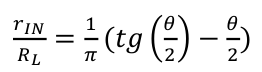 r_IN / R_L = 1/π (tg(θ/2) − θ/2)